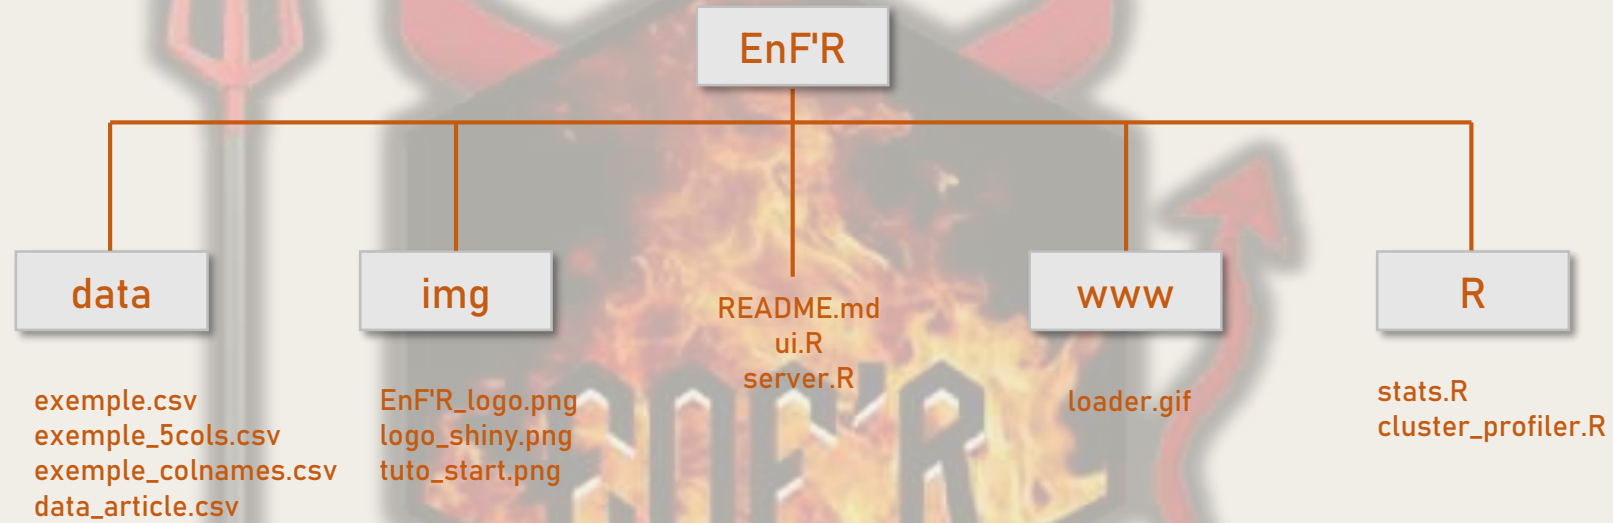 EnF'R
data
img
README.md
ui.R
server.R
www
R
exemple.csv
exemple_5cols.csv
exemple_colnames.csv
data_article.csv
EnF'R_logo.png
logo_shiny.png
tuto_start.png
loader.gif
stats.R
cluster_profiler.R
EnF'R